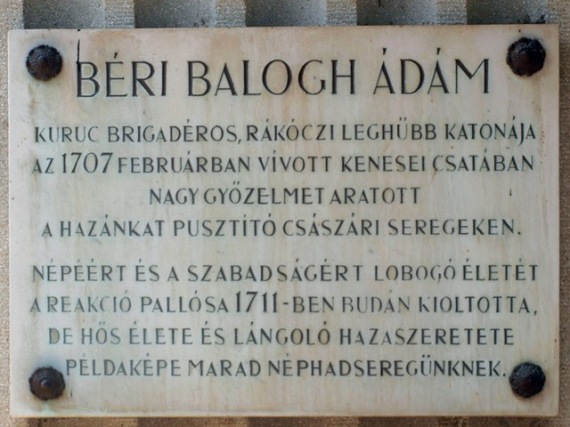 BÉRI BALOGH ÁDÁM
KURUC BRIGADÉROS, RÁKÓCZI LEGHŰBB KATONÁJA
AZ 1707 FEBRUÁRBAN VÍVOTT KENESEI CSATÁBAN
NAGY GYŐZELMET ARATOTT
A HAZÁNKAT PUSZTÍTÓ CSÁSZÁRI SEREGEKEN.
NÉPÉÉRT ÉS A SZABADSÁGÉRT LOBOGÓ ÉLETÉT
A REAKCIÓ PALLÓSA 1711-BEN BUDÁN KIOLTOTTA,
DE HŐS ÉLETE ÉS LÁNGOLÓ HAZASZERETETE
PÉLDAKÉPE MARAD NÉPHADSEREGÜNKNEK.